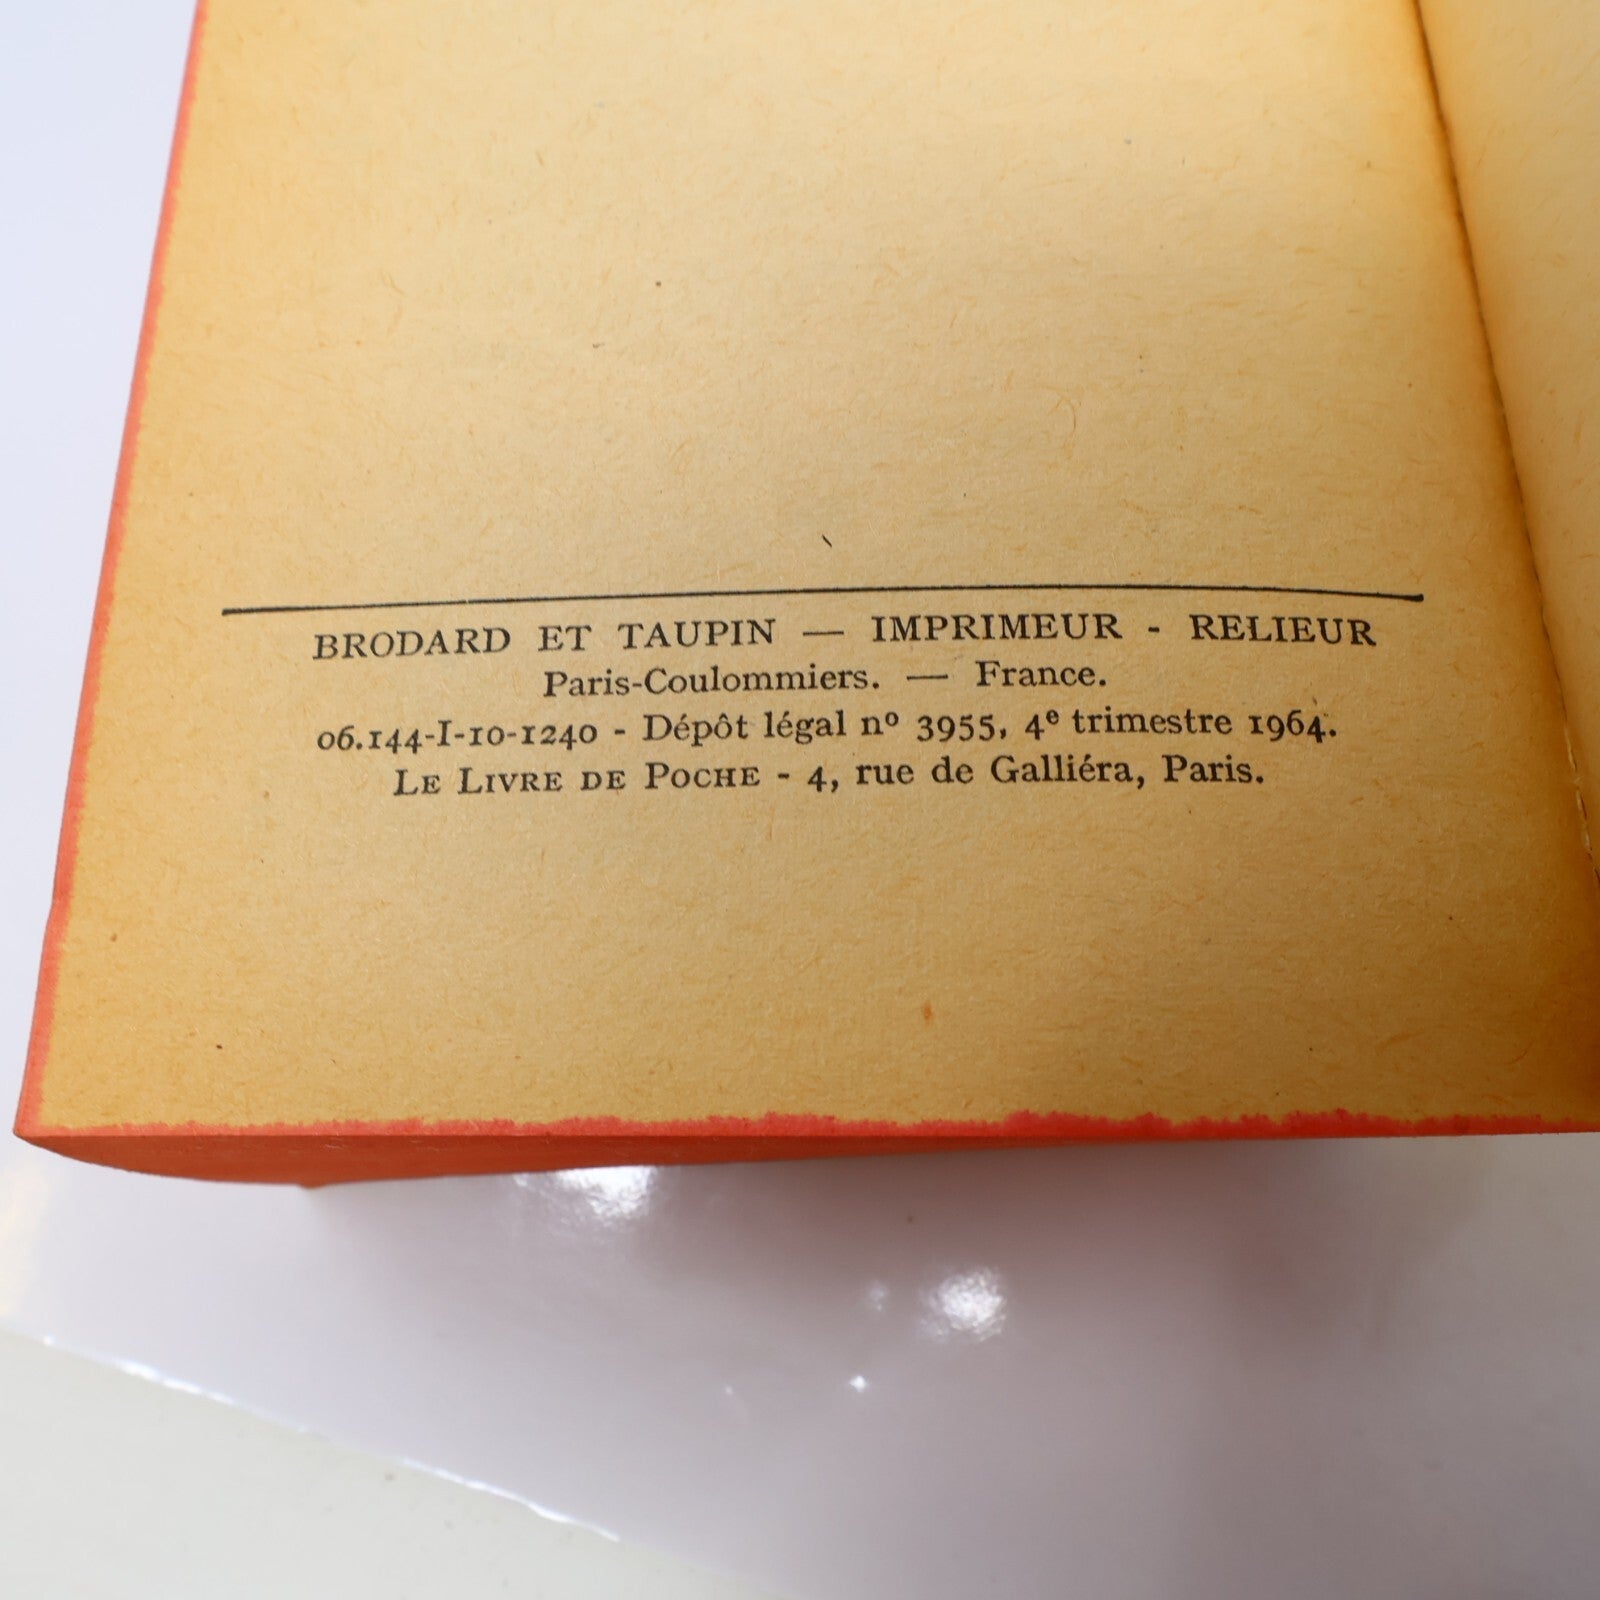 BRODARD ET TAUPIN — IMPRIMEUR - RELIEUR
Paris-Coulommiers. — France.
06.144-I-10-1240 - Dépôt légal nº 3955, 4e trimestre 1964.
LE LIVRE DE POCHE - 4, rue de Galliéra, Paris.